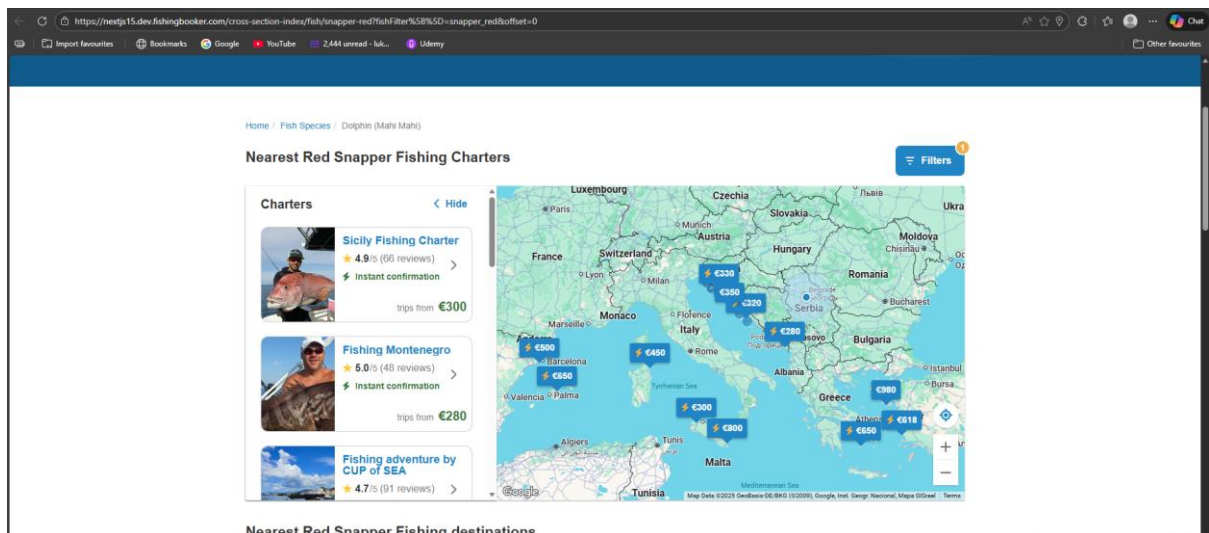 https://nextjs15.dev.fishingbooker.com/cross-section-index/fish/snapper-red?fishFilter%5B%5D=snapper_red&offset=0
Chat
Import favourites
Bookmarks
Google
YouTube
2,444 unread - luk...
Udemy
Other favourites
Home / Fish Species / Dolphin (Mahi Mahi)
Nearest Red Snapper Fishing Charters
Filters
1
Charters
Hide
Sicily Fishing Charter
4.9/5 (66 reviews)
Instant confirmation
trips from €300
Fishing Montenegro
5.0/5 (48 reviews)
Instant confirmation
trips from €280
Fishing adventure by
CUP of SEA
4.7/5 (91 reviews)
Luxembourg
Czechia
Львів
Paris
Slovakia
Ukra
Munich
Austria
Moldova
Chișinău
France
Switzerland
Hungary
Lyon
Milan
€330
Romania
€350
€320
Serbia
Bucharest
Monaco
Florence
Marseille
Italy
€280
€500
€450
Rome
Bulgaria
Barcelona
€650
Albania
Istanbul
Tyrrhenian Sea
€980
Bursa
Valencia
Palma
Greece
€300
€618
€800
€650
Algiers
Tunis
Malta
Mediterranean Sea
Google
Tunisia
Map Data ©2025 GeoBasis-DE/BKG (©2009), Google, Inst. Geogr. Nacional, Mapa GISrael
Terms
Nearest Red Snapper Fishing destinations